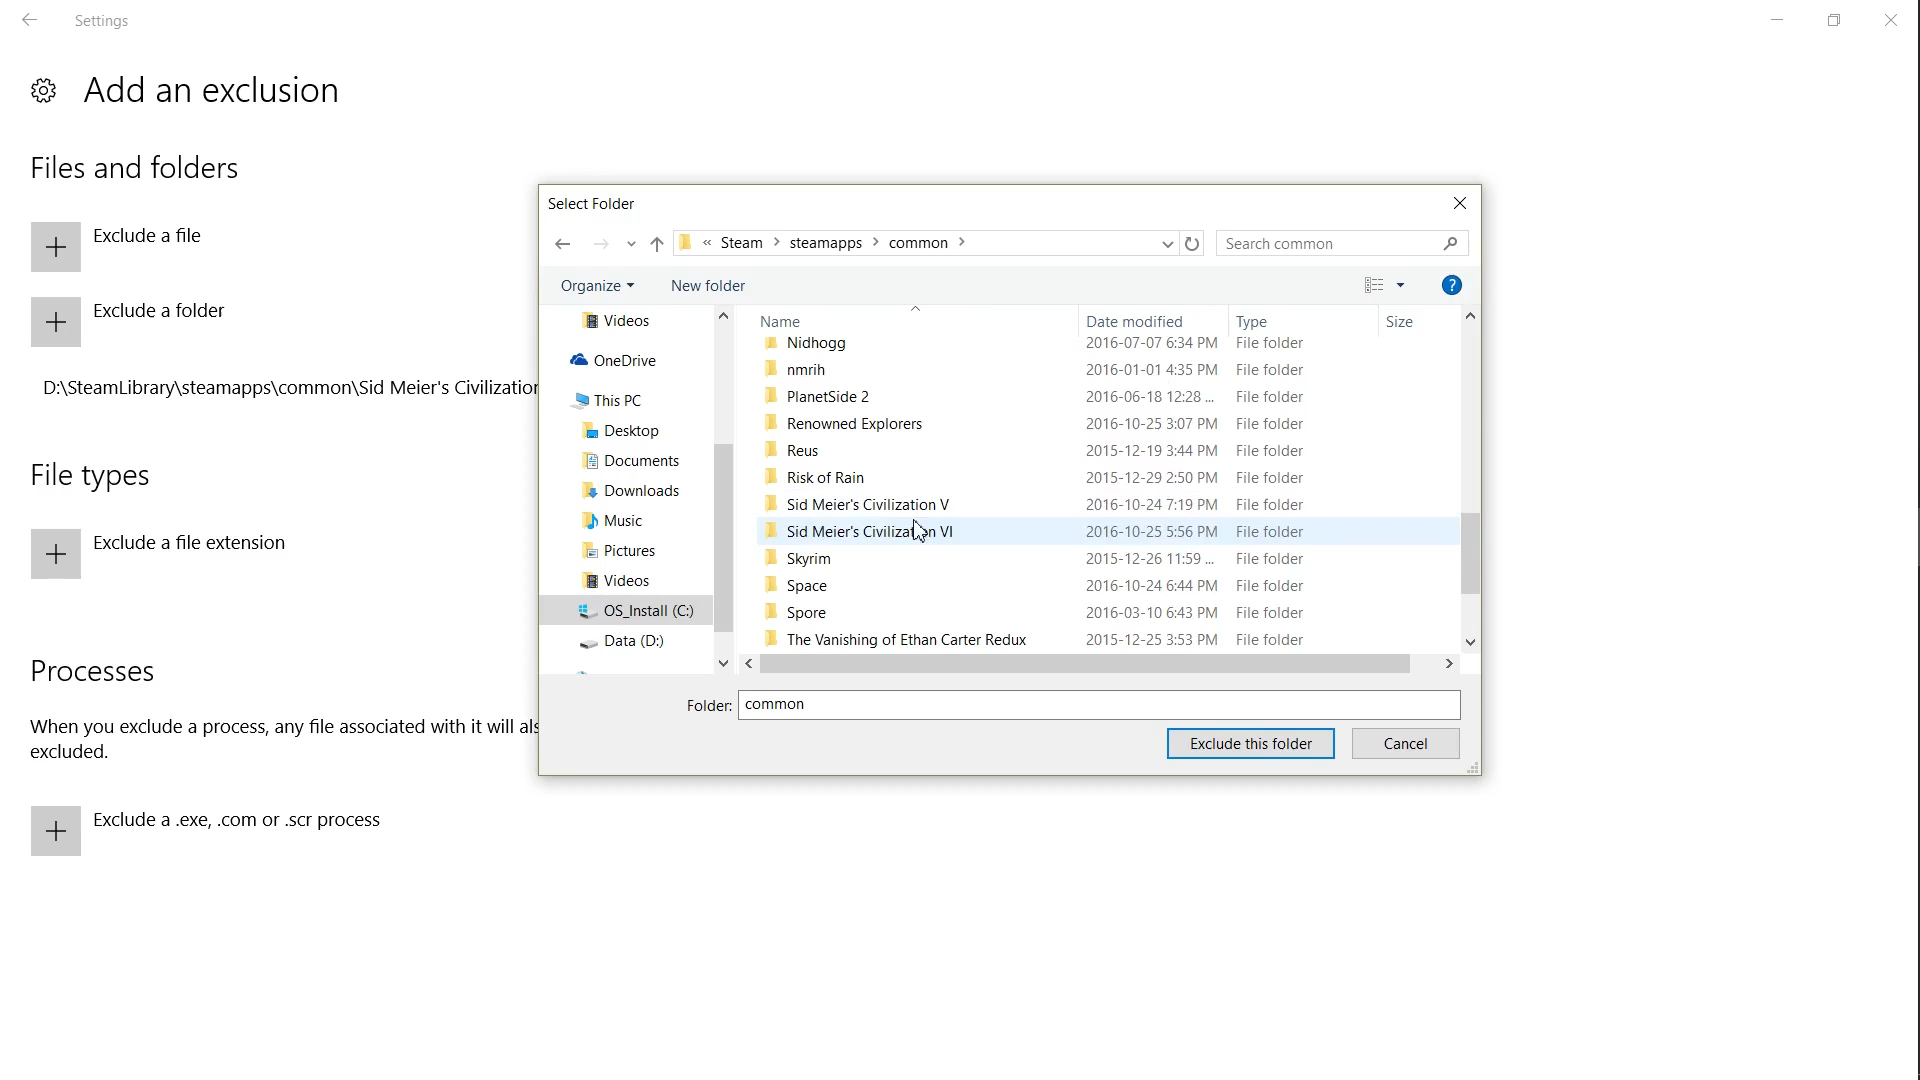 Settings
Add an exclusion
Files and folders
Exclude a file
Exclude a folder
D:\SteamLibrary\steamapps\common\Sid Meier's
File types
Exclude a file extension
Processes
When you exclude a process, any file associated with it will
excluded.
Exclude a .exe, .com or .scr process
Select Folder
« Steam > steamapps > common >
Search common
Organize
New folder
?
Videos
OneDrive
This PC
Desktop
Documents
Downloads
Music
Pictures
Videos
OS_Install (C:)
Data (D:)
Name Date modified Type Size
Nidhogg 2016-07-07 6:34 PM File folder
nmrih 2016-01-01 4:35 PM File folder
PlanetSide 2 2016-06-18 12:28 ... File folder
Renowned Explorers 2016-10-25 3:07 PM File folder
Reus 2015-12-19 3:44 PM File folder
Risk of Rain 2015-12-29 2:50 PM File folder
Sid Meier's Civilization V 2016-10-24 7:19 PM File folder
Sid Meier's Civilization VI 2016-10-25 5:56 PM File folder
Skyrim 2015-12-26 11:59 ... File folder
Space 2016-10-24 6:44 PM File folder
Spore 2016-03-10 6:43 PM File folder
The Vanishing of Ethan Carter Redux 2015-12-25 3:53 PM File folder
Folder: common
Exclude this folder
Cancel